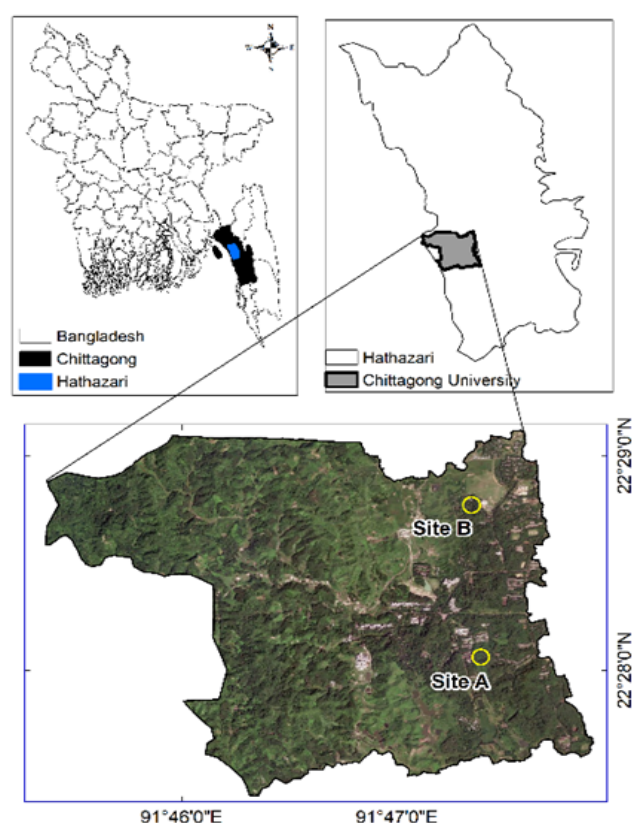 N
W
E
S
Bangladesh
Chittagong
Hathazari
Hathazari
Chittagong University
Site B
Site A
22°29'0"N
22°28'0"N
91°46'0"E
91°47'0"E